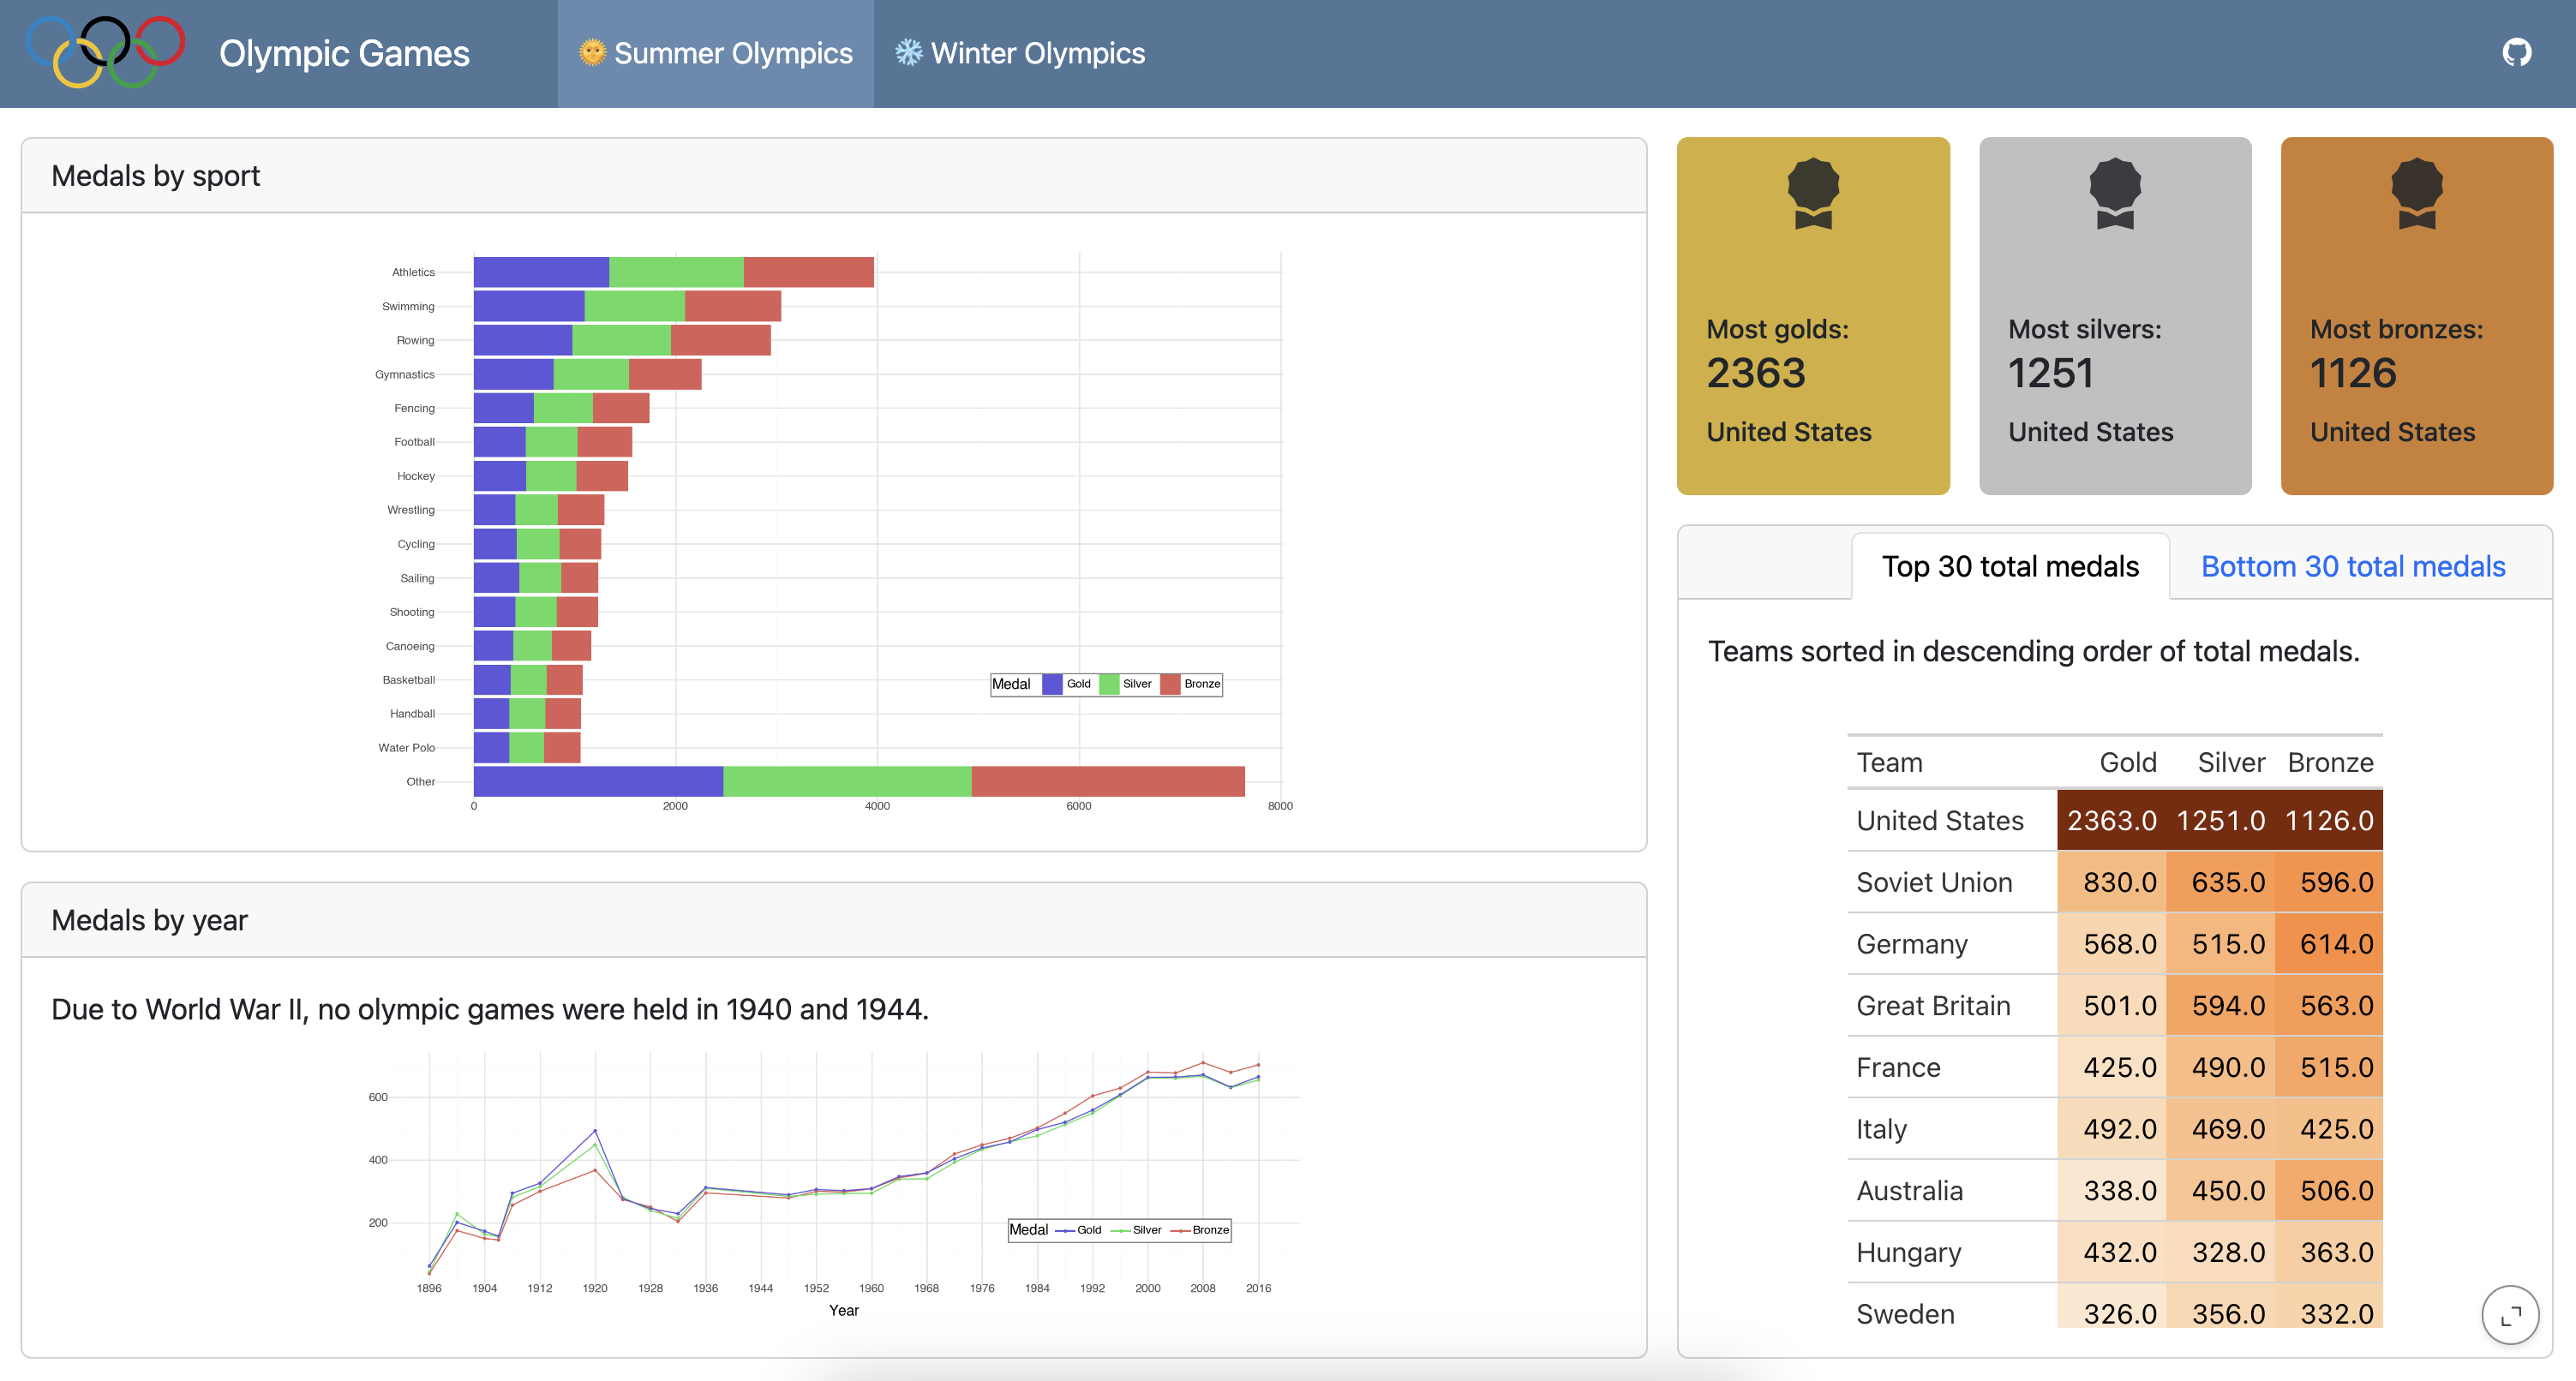 Olympic Games
🌞 Summer Olympics
❄️ Winter Olympics
Medals by sport
Athletics
Swimming
Rowing
Gymnastics
Fencing
Football
Hockey
Wrestling
Cycling
Sailing
Shooting
Canoeing
Basketball
Handball
Water Polo
Other
Medal Gold Silver Bronze
0 2000 4000 6000 8000
Medals by year
Due to World War II, no olympic games were held in 1940 and 1944.
600
400
200
Medal Gold Silver Bronze
1896 1904 1912 1920 1928 1936 1944 1952 1960 1968 1976 1984 1992 2000 2008 2016
Year
Most golds:
2363
United States
Most silvers:
1251
United States
Most bronzes:
1126
United States
Top 30 total medals
Bottom 30 total medals
Teams sorted in descending order of total medals.
Team Gold Silver Bronze
United States 2363.0 1251.0 1126.0
Soviet Union 830.0 635.0 596.0
Germany 568.0 515.0 614.0
Great Britain 501.0 594.0 563.0
France 425.0 490.0 515.0
Italy 492.0 469.0 425.0
Australia 338.0 450.0 506.0
Hungary 432.0 328.0 363.0
Sweden 326.0 356.0 332.0